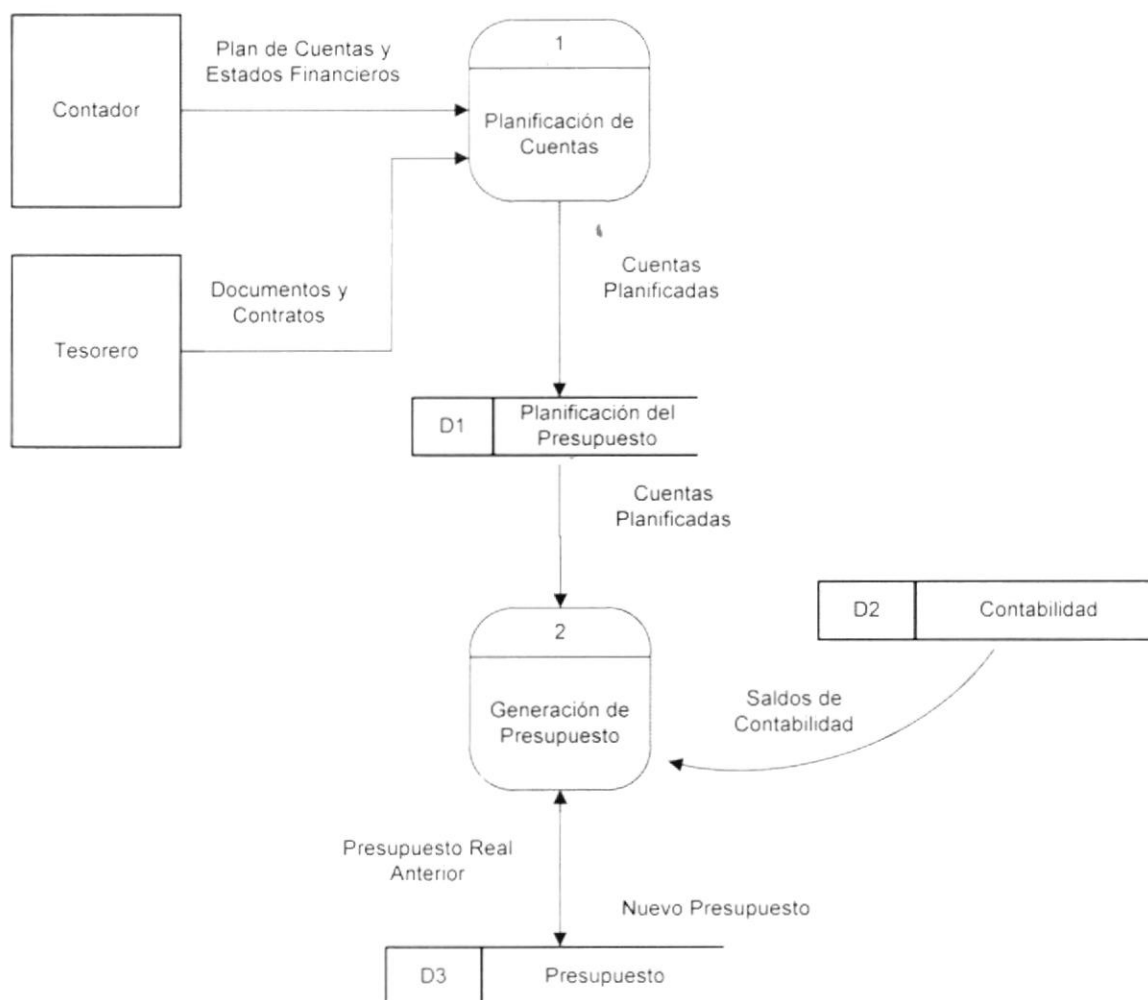 Plan de Cuentas y
Estados Financieros
1
Contador
Planificación de
Cuentas
Documentos y
Contratos
Tesorero
Cuentas
Planificadas
D1
Planificación del
Presupuesto
Cuentas
Planificadas
2
Generación de
Presupuesto
D2
Contabilidad
Saldos de
Contabilidad
Presupuesto Real
Anterior
Nuevo Presupuesto
D3
Presupuesto